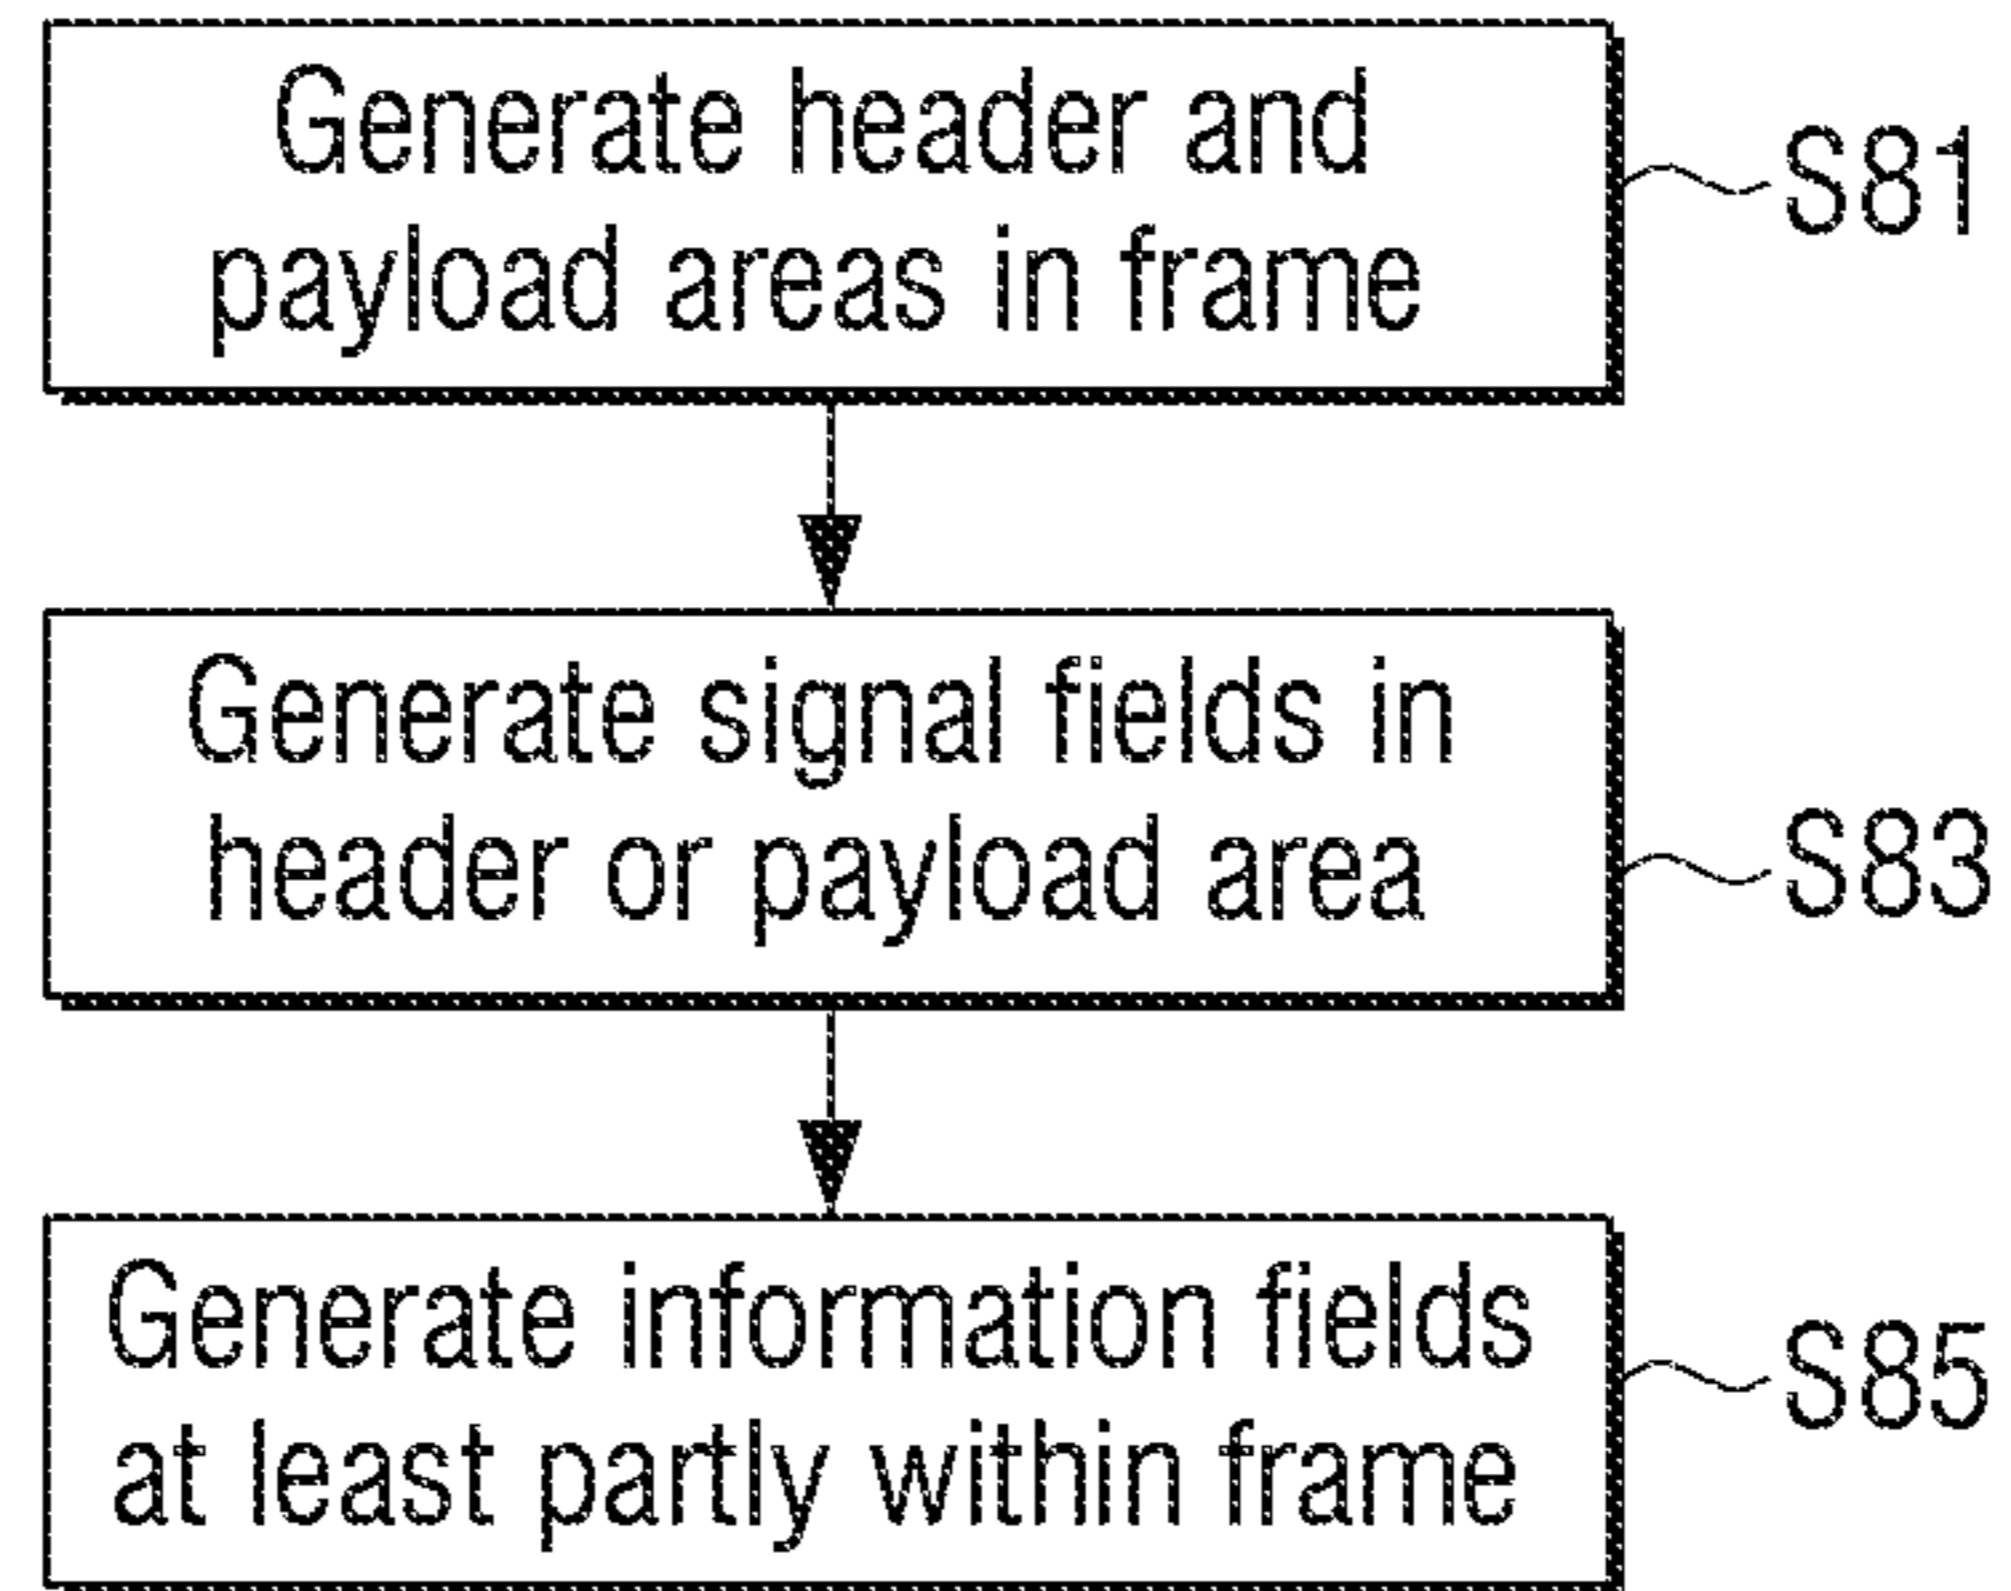 Generate header and
payload areas in frame
S81
Generate signal fields in
header or payload area
S83
Generate information fields
at least partly within frame
S85